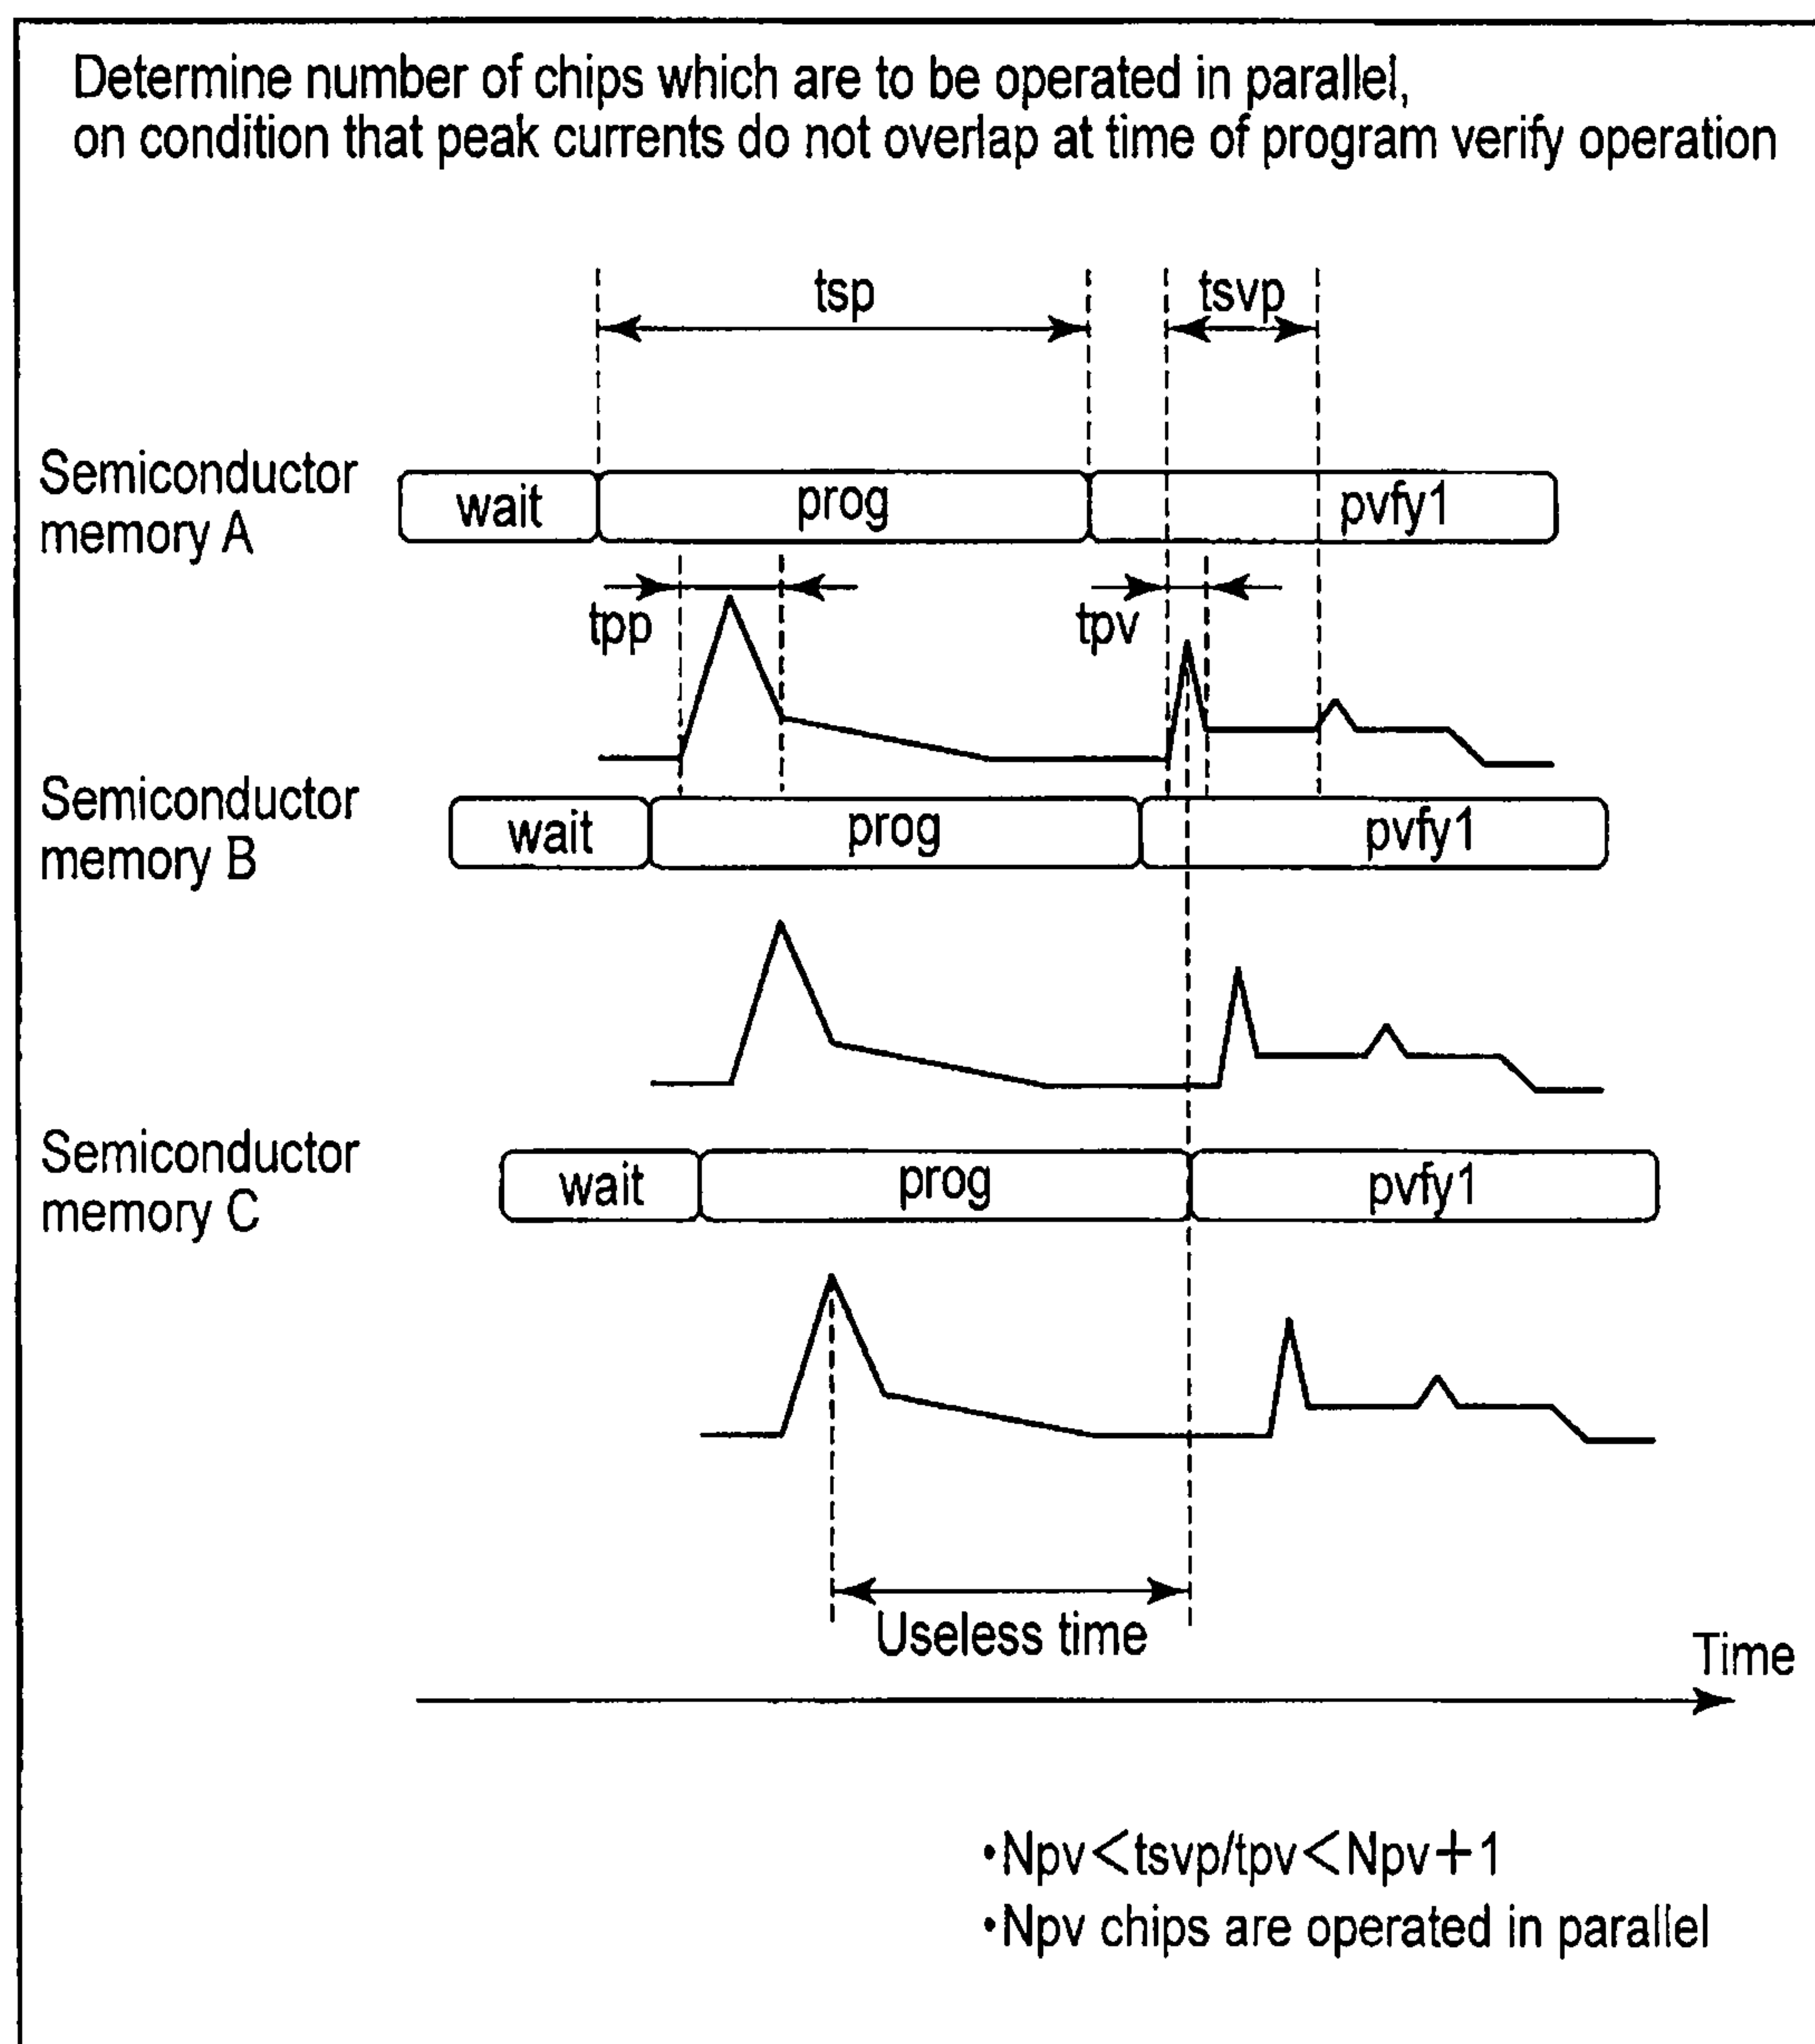 Determine number of chips which are to be operated in parallel,
on condition that peak currents do not overlap at time of program verify operation
tsp
tsvp
Semiconductor
memory A
wait
prog
pvfy1
tpp
tpv
Semiconductor
memory B
wait
prog
pvfy1
Semiconductor
memory C
wait
prog
pvfy1
Useless time
Time
•Npv<tsvp/tpv<Npv+1
•Npv chips are operated in parallel